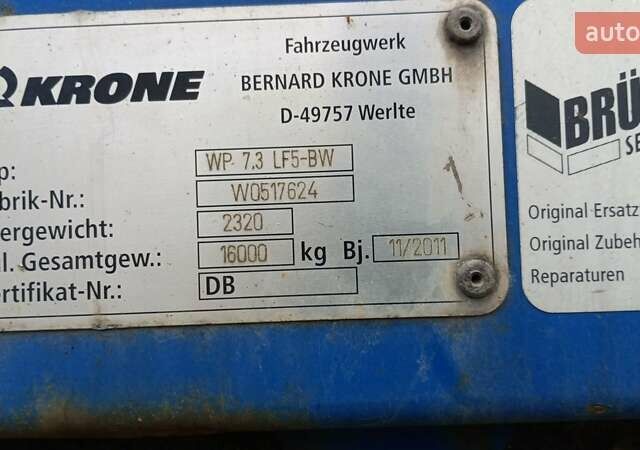 auto
KRONE
Fahrzeugwerk
BERNARD KRONE GMBH
D-49757 Werlte
p: WP 7.3 LF5-BW
brik-Nr.: W0517624
ergewicht: 2320
l. Gesamtgew.: 16000 kg Bj. 11/2011
ertifikat-Nr.: DB
BRÜ
SE
Original Ersatz
Original Zubeh
Reparaturen